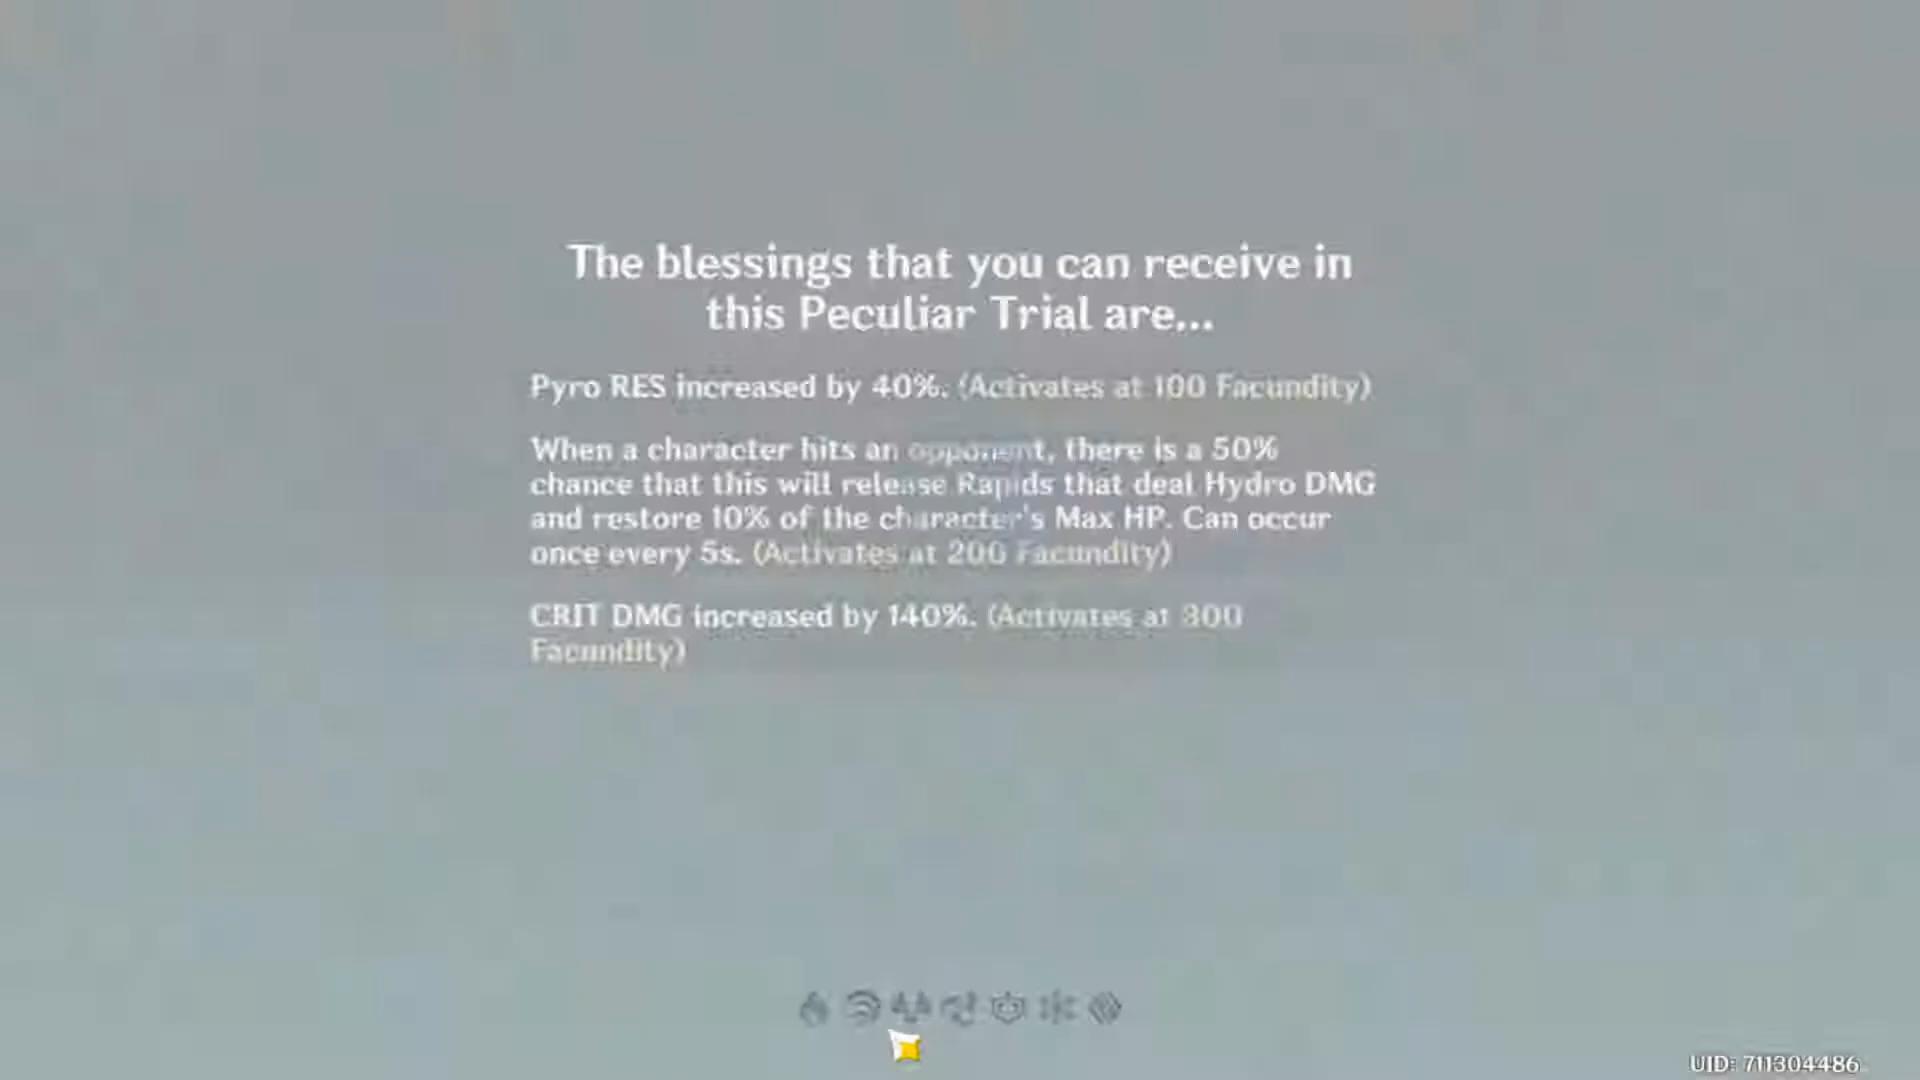 The blessings that you can receive in
this Peculiar Trial are...
Pyro RES increased by 40%. (Activates at 100 Facundity)
When a character hits an opponent, there is a 50%
chance that this will release Rapids that deal Hydro DMG
and restore 10% of the character's Max HP. Can occur
once every 5s. (Activates at 200 Facundity)
CRIT DMG increased by 140%. (Activates at 300
Facundity)
UID: 711304486